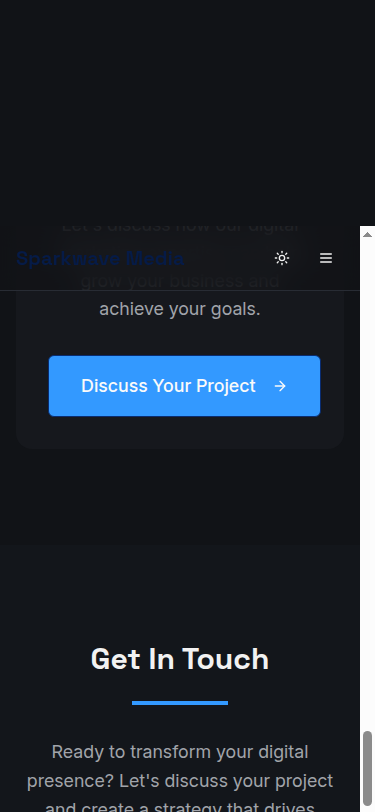 Let's discuss how our digital
Sparkwave Media
grow your business and
achieve your goals.
Discuss Your Project
Get In Touch
Ready to transform your digital
presence? Let's discuss your project
and create a strategy that drives